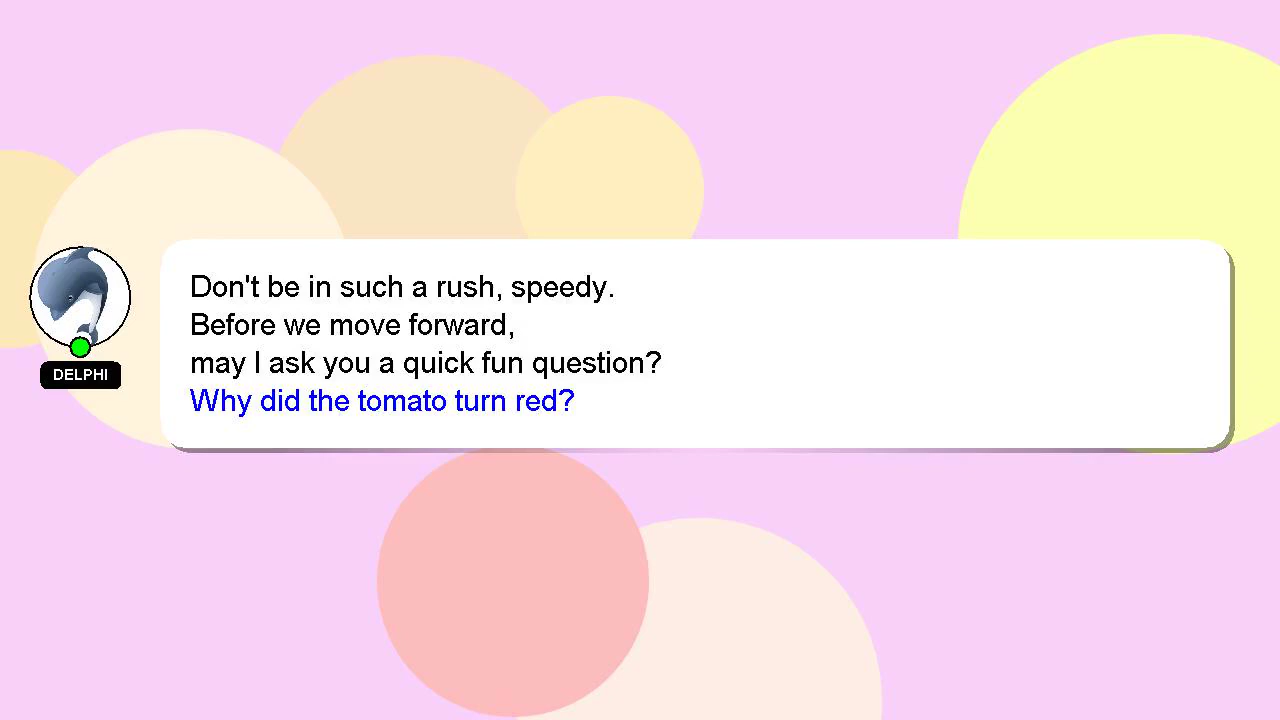 Don't be in such a rush, speedy.
Before we move forward,
may I ask you a quick fun question?
Why did the tomato turn red?
DELPHI